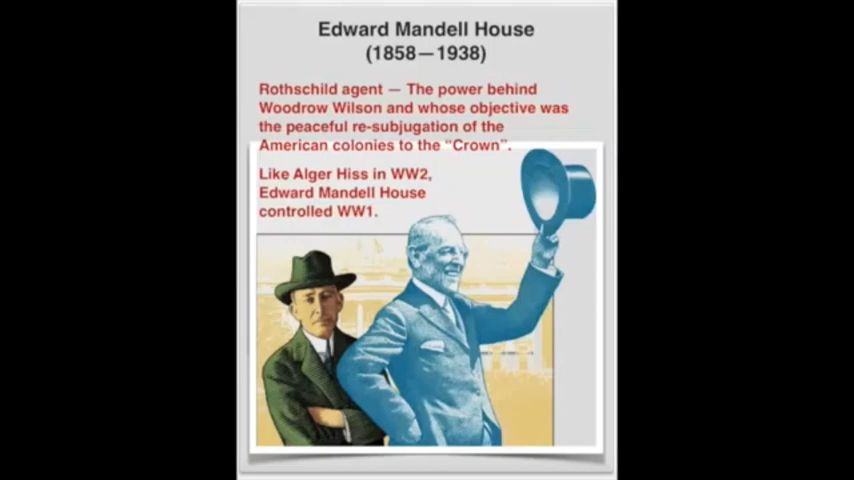 Edward Mandell House
(1858—1938)
Rothschild agent — The power behind
Woodrow Wilson and whose objective was
the peaceful re-subjugation of the
American colonies to the “Crown”.
Like Alger Hiss in WW2,
Edward Mandell House
controlled WW1.